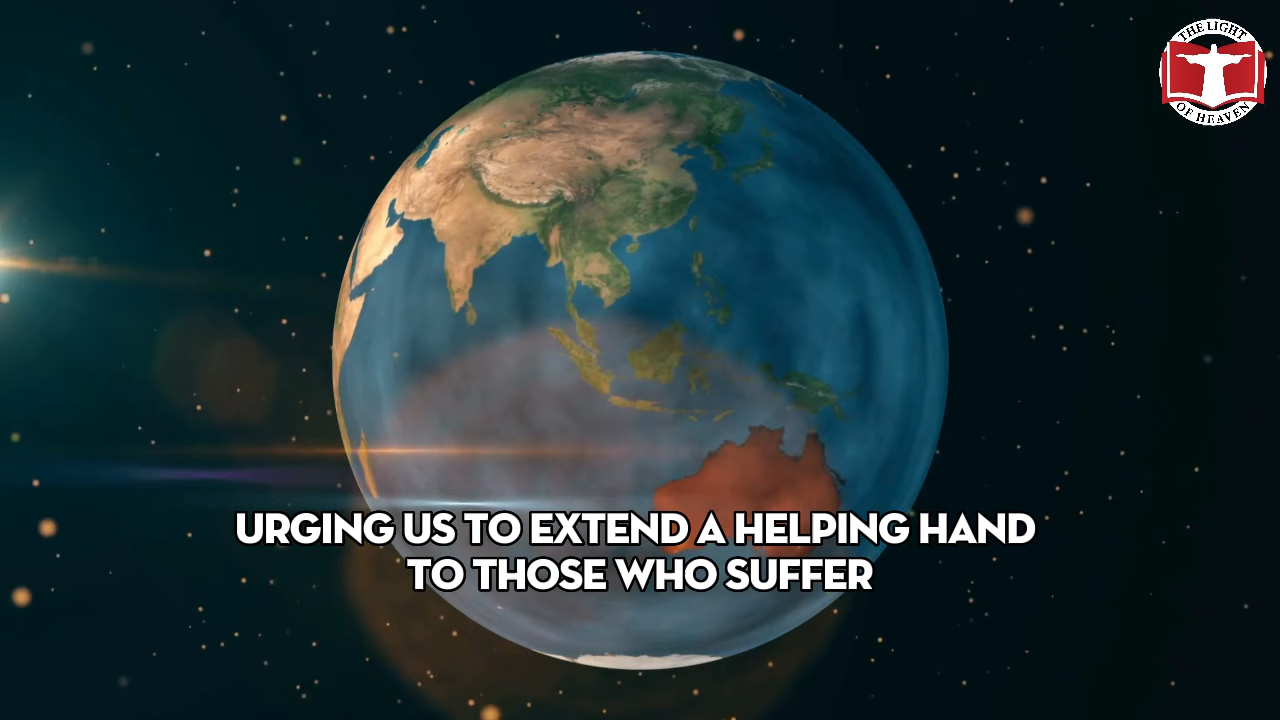 THE LIGHT
OF HEAVEN
URGING US TO EXTEND A HELPING HAND
TO THOSE WHO SUFFER